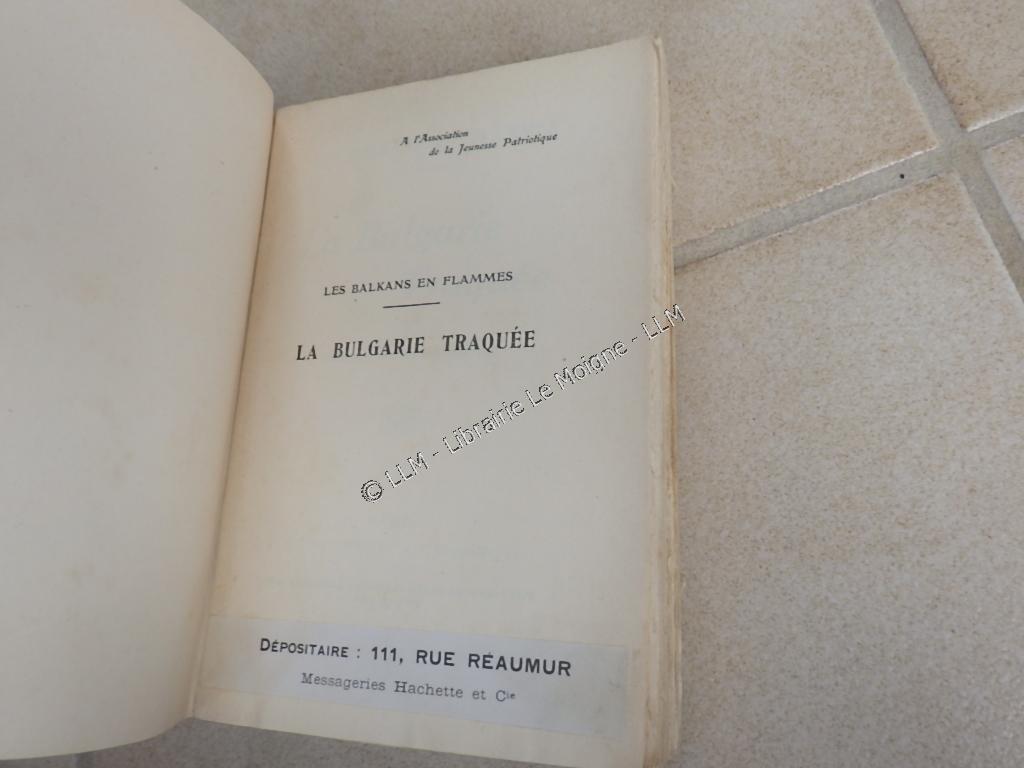 A l'Association
de la Jeunesse Patriotique
LES BALKANS EN FLAMMES
LA BULGARIE TRAQUÉE
© LLM - Librairie Le Moigne - LLM
DÉPOSITAIRE : 111, RUE RÉAUMUR
Messageries Hachette et Cie